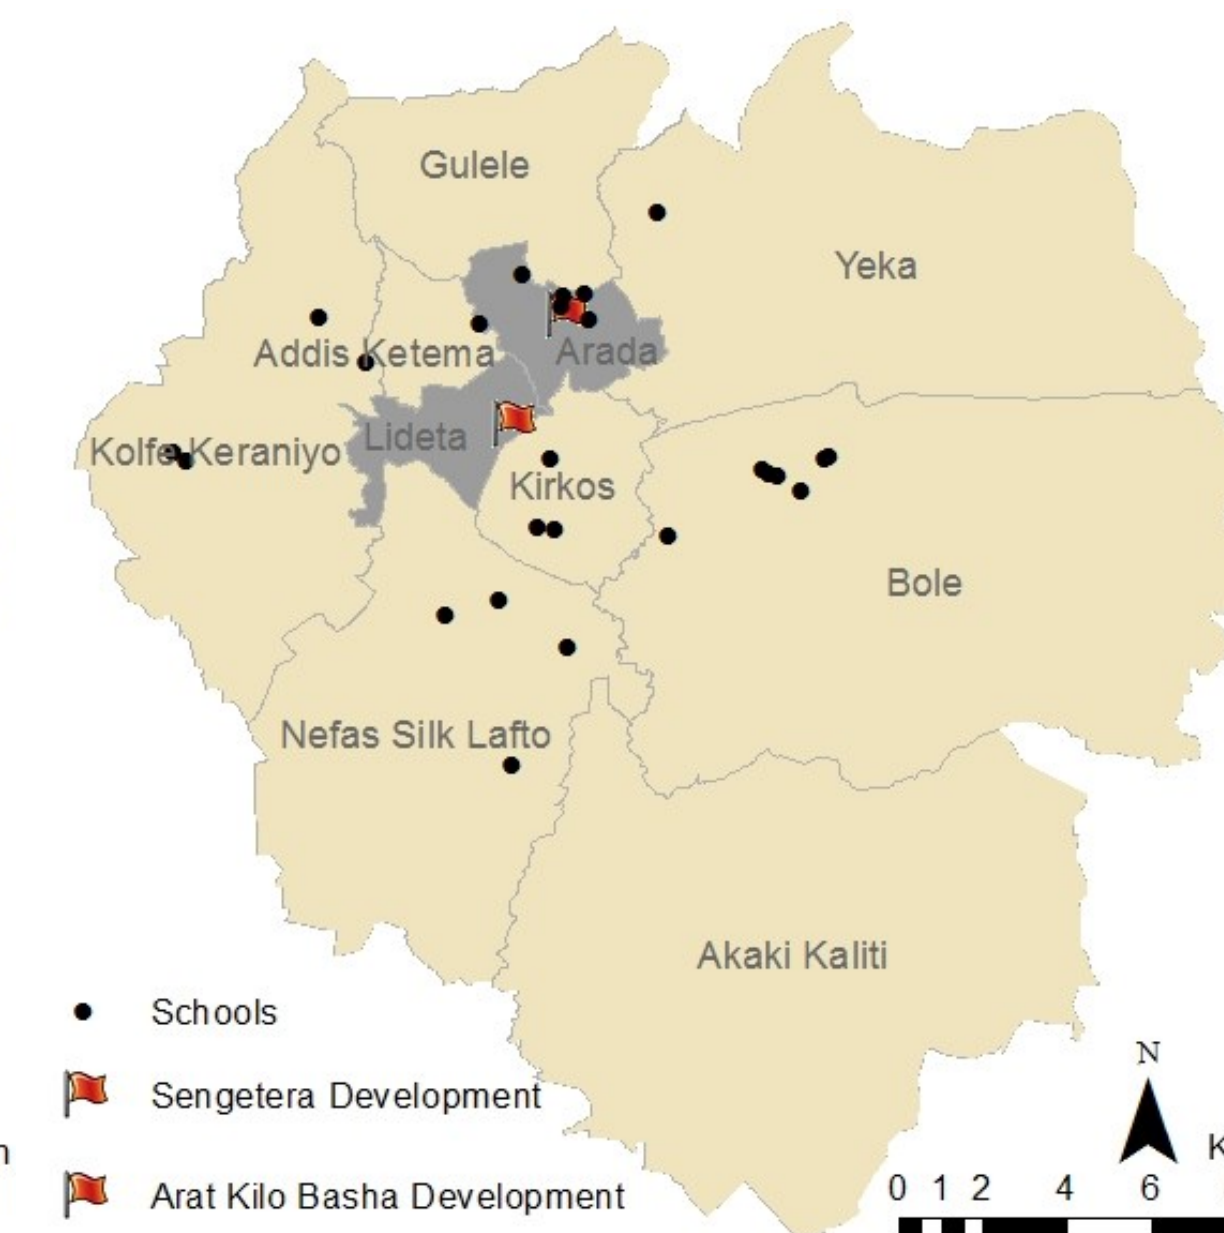 Gulele
Yeka
Addis Ketema
Arada
Kolfe Keraniyo
Lideta
Kirkos
Bole
Nefas Silk Lafto
Akaki Kaliti
Schools
Sengetera Development
Arat Kilo Basha Development
N
K
0 1 2 4 6